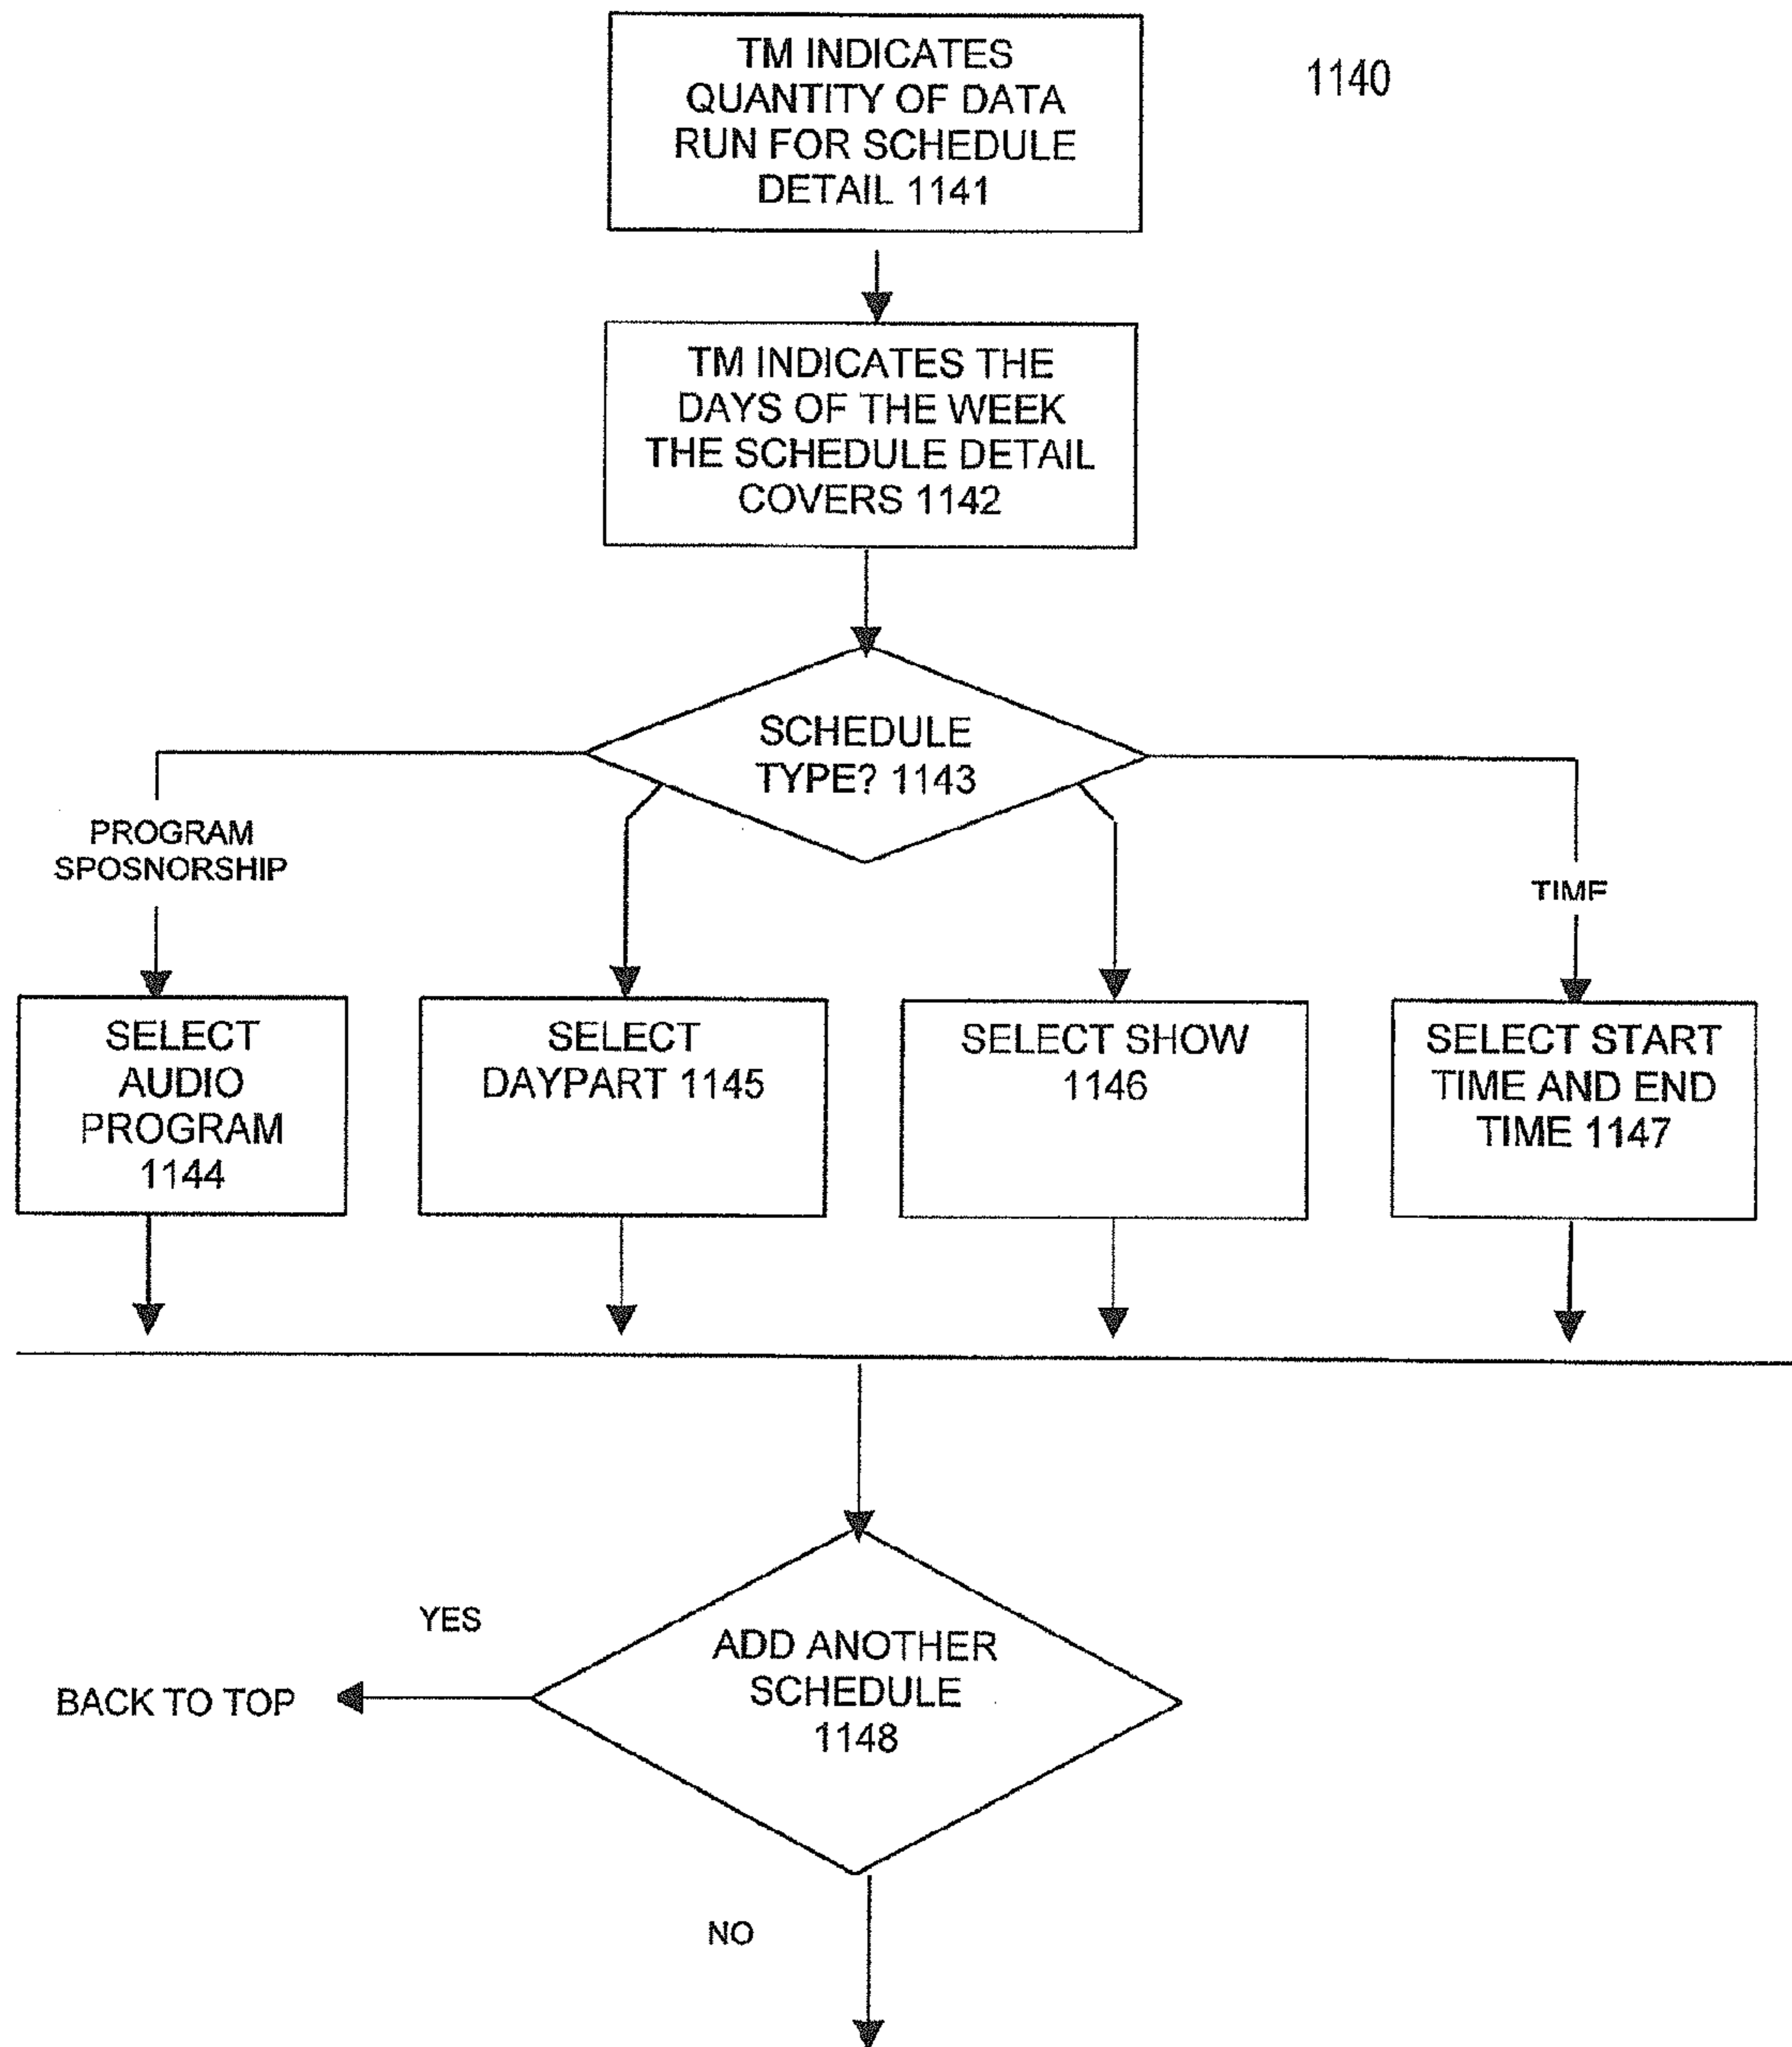 TM INDICATES
QUANTITY OF DATA
RUN FOR SCHEDULE
DETAIL 1141
1140
TM INDICATES THE
DAYS OF THE WEEK
THE SCHEDULE DETAIL
COVERS 1142
SCHEDULE
TYPE? 1143
PROGRAM
SPOSNORSHIP
TIME
SELECT
AUDIO
PROGRAM
1144
SELECT
DAYPART 1145
SELECT SHOW
1146
SELECT START
TIME AND END
TIME 1147
YES
ADD ANOTHER
SCHEDULE
1148
BACK TO TOP
NO